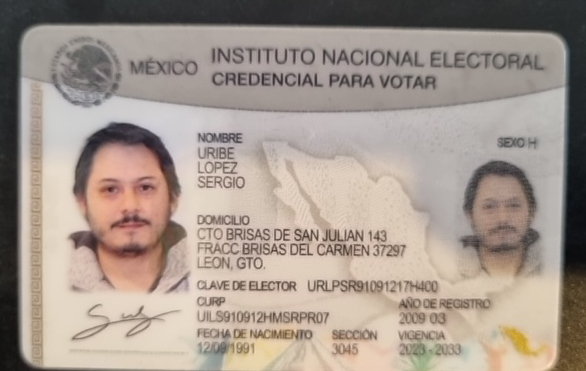 MÉXICO INSTITUTO NACIONAL ELECTORAL
CREDENCIAL PARA VOTAR
NOMBRE
SEXO H
URIBE
LOPEZ
SERGIO
DOMICILIO
CTO BRISAS DE SAN JULIAN 143
FRACC BRISAS DEL CARMEN 37297
LEON, GTO.
CLAVE DE ELECTOR URLPSR91091217H400
CURP AÑO DE REGISTRO
UILS910912HMSRPR07 2009 03
FECHA DE NACIMIENTO SECCIÓN VIGENCIA
12/09/1991 3045 2023 - 2033